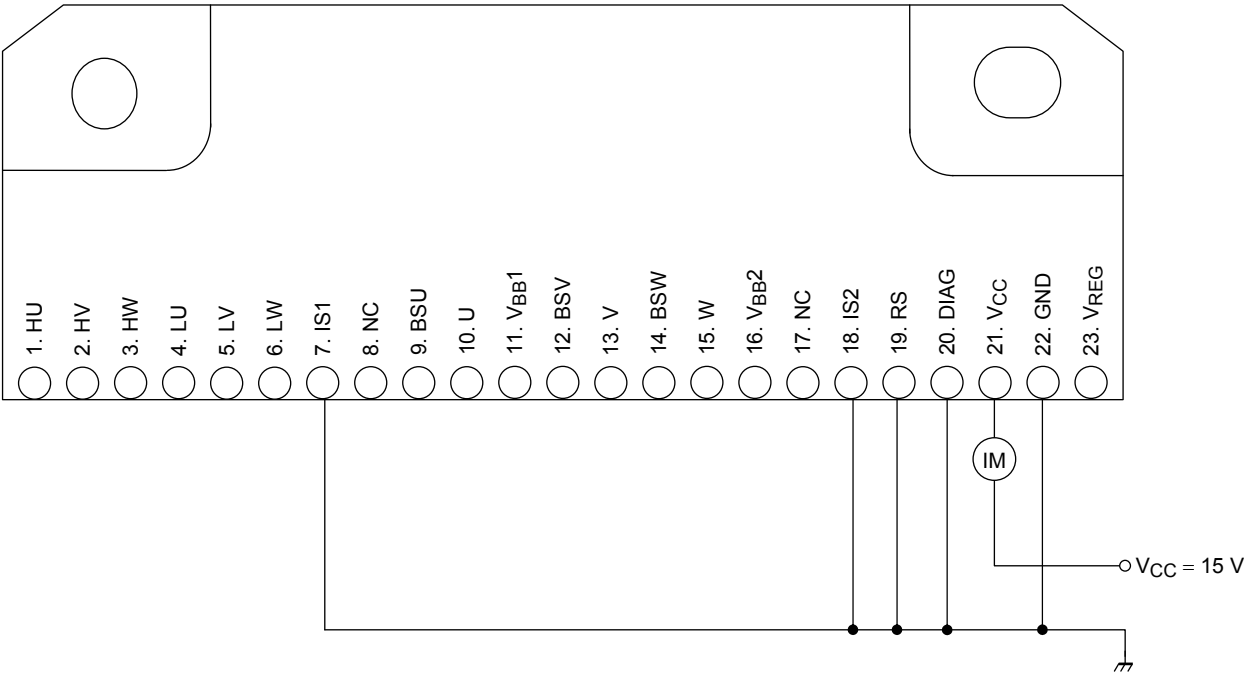 1. HU
2. HV
3. HW
4. LU
5. LV
6. LW
7. IS1
8. NC
9. BSU
10. U
11. VBB1
12. BSV
13. V
14. BSW
15. W
16. VBB2
17. NC
18. IS2
19. RS
20. DIAG
21. VCC
22. GND
23. VREG
IM
VCC = 15 V